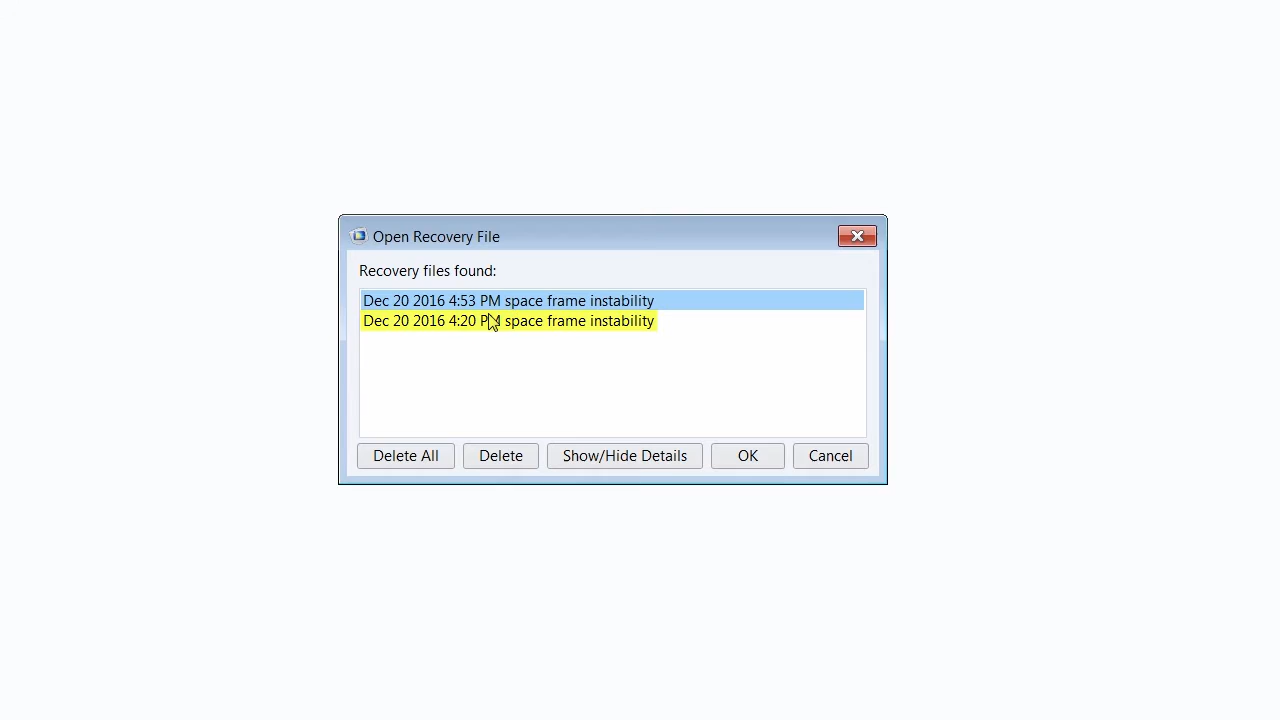 Open Recovery File
Recovery files found:
Dec 20 2016 4:53 PM space frame instability
Dec 20 2016 4:20 PM space frame instability
Delete All Delete Show/Hide Details OK Cancel